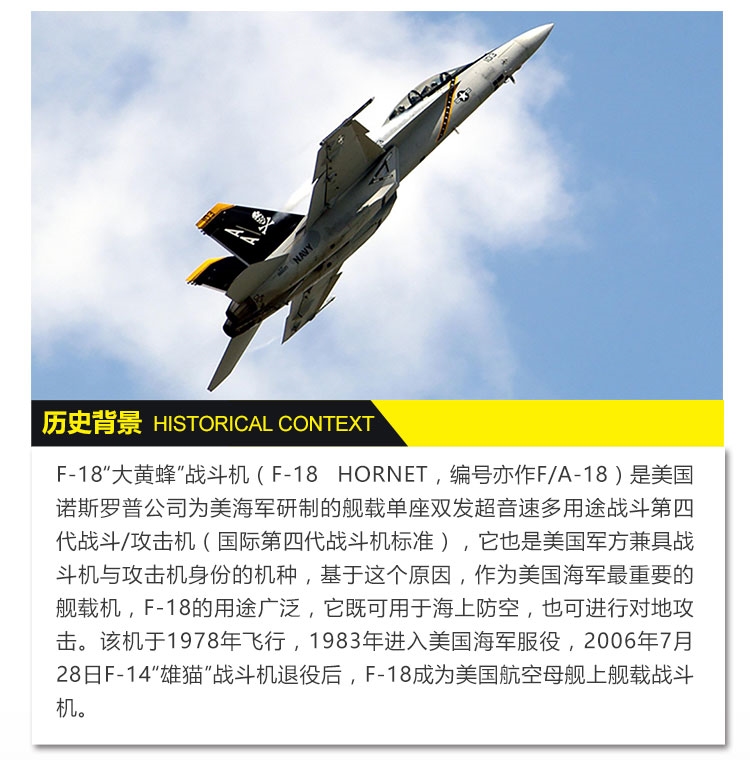 103
AA
NAVY
历史背景 HISTORICAL CONTEXT
F-18“大黄蜂”战斗机（F-18 HORNET，编号亦作F/A-18）是美国
诺斯罗普公司为美海军研制的舰载单座双发超音速多用途战斗第四
代战斗/攻击机（国际第四代战斗机标准），它也是美国军方兼具战
斗机与攻击机身份的机种，基于这个原因，作为美国海军最重要的
舰载机，F-18的用途广泛，它既可用于海上防空，也可进行对地攻
击。该机于1978年飞行，1983年进入美国海军服役，2006年7月
28日F-14“雄猫”战斗机退役后，F-18成为美国航空母舰上舰载战斗
机。